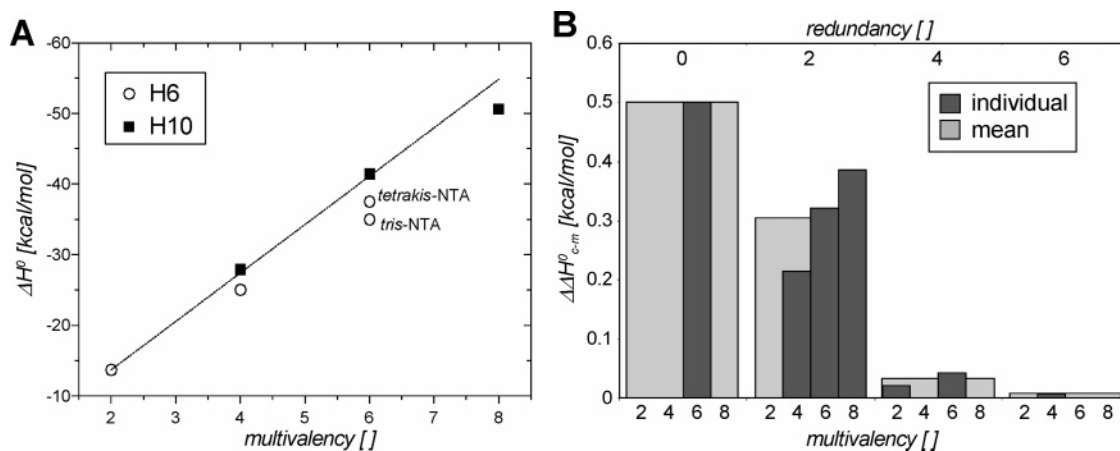 A
-60
-50
-40
-30
-20
-10
ΔH⁰ [kcal/mol]
H6
H10
tetrakis-NTA
tris-NTA
2 3 4 5 6 7 8
multivalency [ ]
B
redundancy [ ]
0 2 4 6
0.6
0.5
0.4
0.3
0.2
0.1
0
ΔΔH⁰c-m [kcal/mol]
individual
mean
2 4 6 8 2 4 6 8 2 4 6 8 2 4 6 8
multivalency [ ]